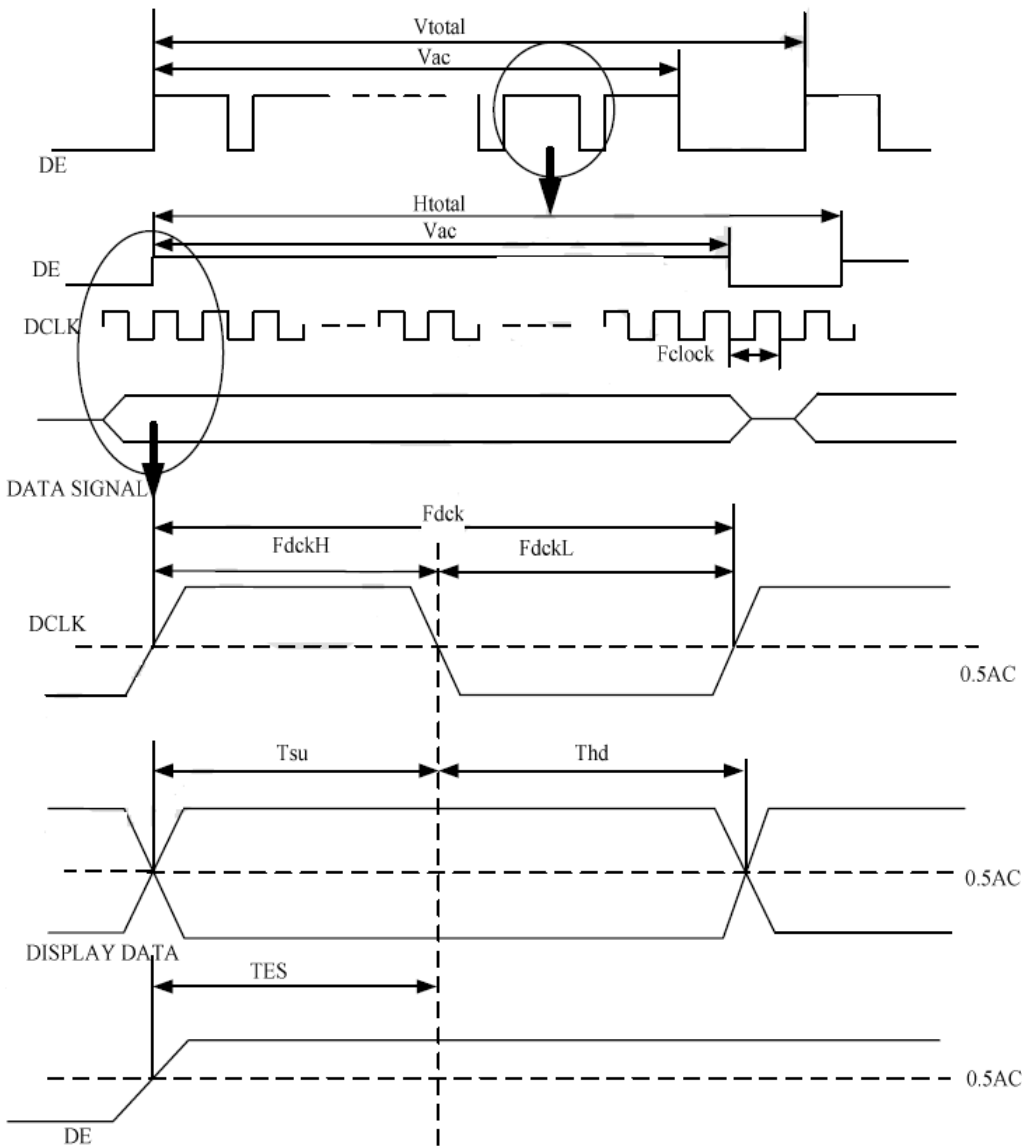 Vtotal
Vac
DE
Htotal
Vac
DE
DCLK
Fclock
DATA SIGNAL
Fdck
FdckH
FdckL
DCLK
0.5AC
Tsu
Thd
0.5AC
DISPLAY DATA
TES
0.5AC
DE